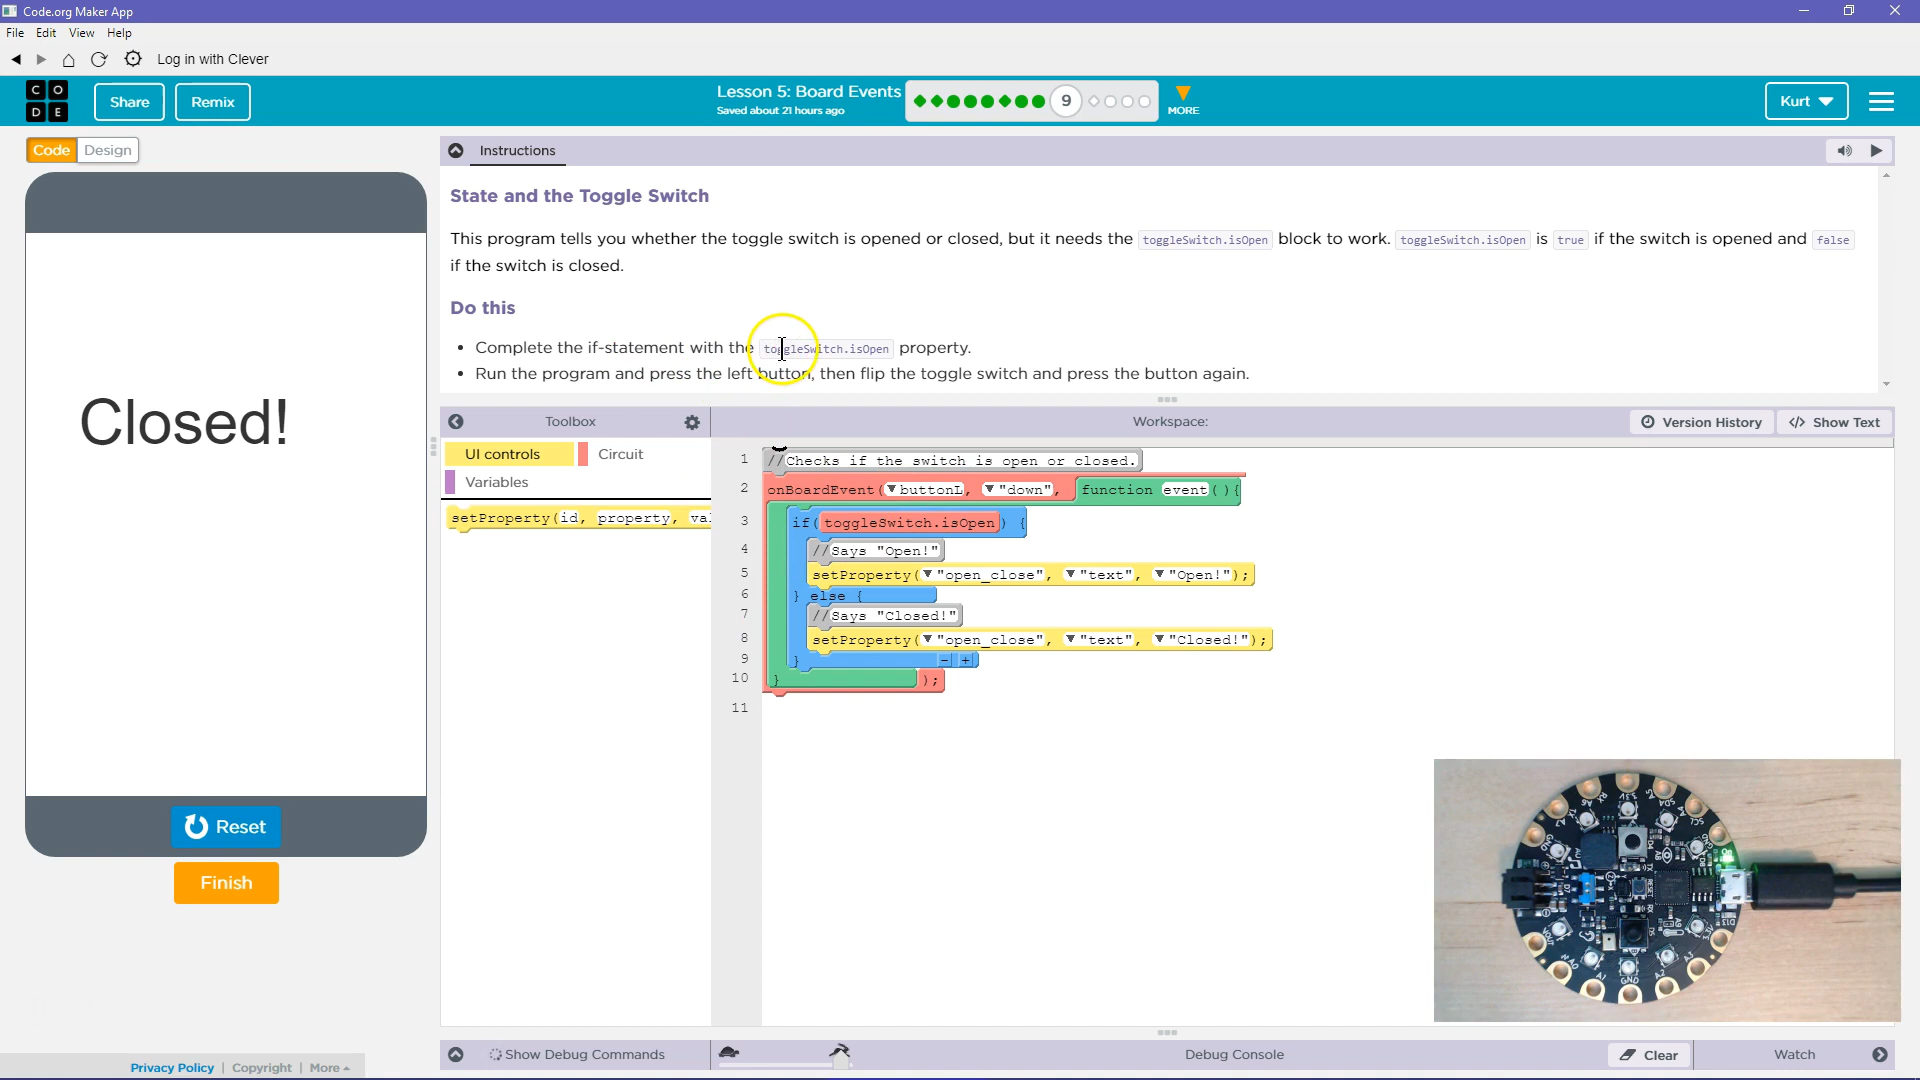 Code.org Maker App
File Edit View Help
Log in with Clever
C O D E
Share
Remix
Lesson 5: Board Events
Saved about 21 hours ago
9
MORE
Kurt
Code Design
Instructions
State and the Toggle Switch
This program tells you whether the toggle switch is opened or closed, but it needs the toggleSwitch.isOpen block to work. toggleSwitch.isOpen is true if the switch is opened and false
if the switch is closed.
Do this
• Complete the if-statement with the toggleSwitch.isOpen property.
• Run the program and press the left button, then flip the toggle switch and press the button again.
Closed!
Reset
Finish
Toolbox
Workspace:
Version History
</> Show Text
UI controls
Circuit
Variables
setProperty(id, property, val
1 //Checks if the switch is open or closed.
2 onBoardEvent(buttonL, "down", function event(){
3 if(toggleSwitch.isOpen) {
4 //Says "Open!"
5 setProperty("open_close", "text", "Open!");
6 } else {
7 //Says "Closed!"
8 setProperty("open_close", "text", "Closed!");
9 } - +
10 } );
11
Show Debug Commands
Debug Console
Clear
Watch
Privacy Policy | Copyright | More